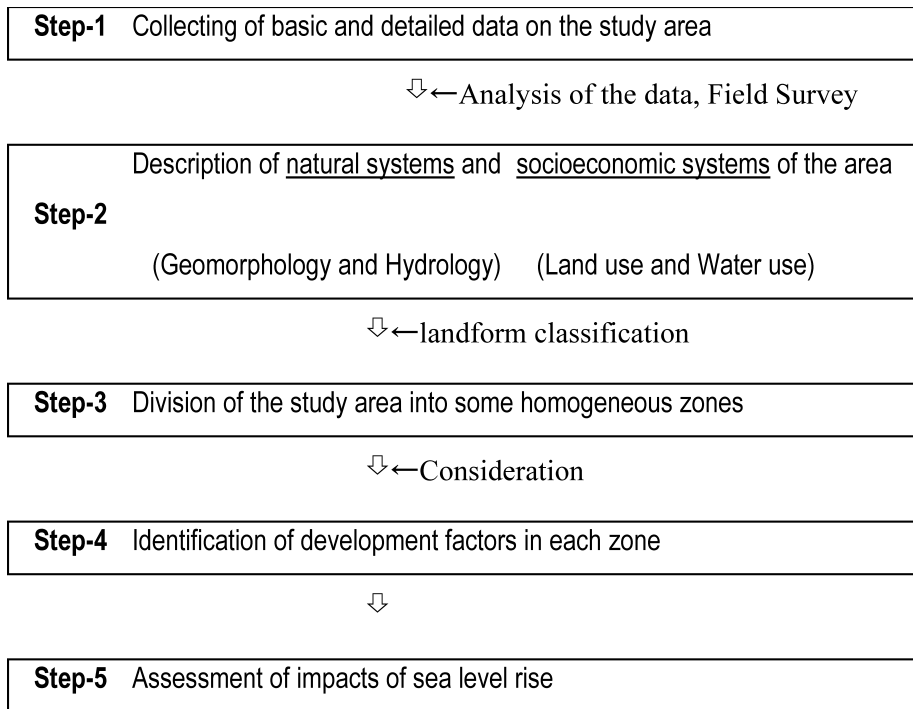 Step-1 Collecting of basic and detailed data on the study area
⇩←Analysis of the data, Field Survey
Description of natural systems and socioeconomic systems of the area
Step-2
(Geomorphology and Hydrology) (Land use and Water use)
⇩←landform classification
Step-3 Division of the study area into some homogeneous zones
⇩←Consideration
Step-4 Identification of development factors in each zone
⇩
Step-5 Assessment of impacts of sea level rise